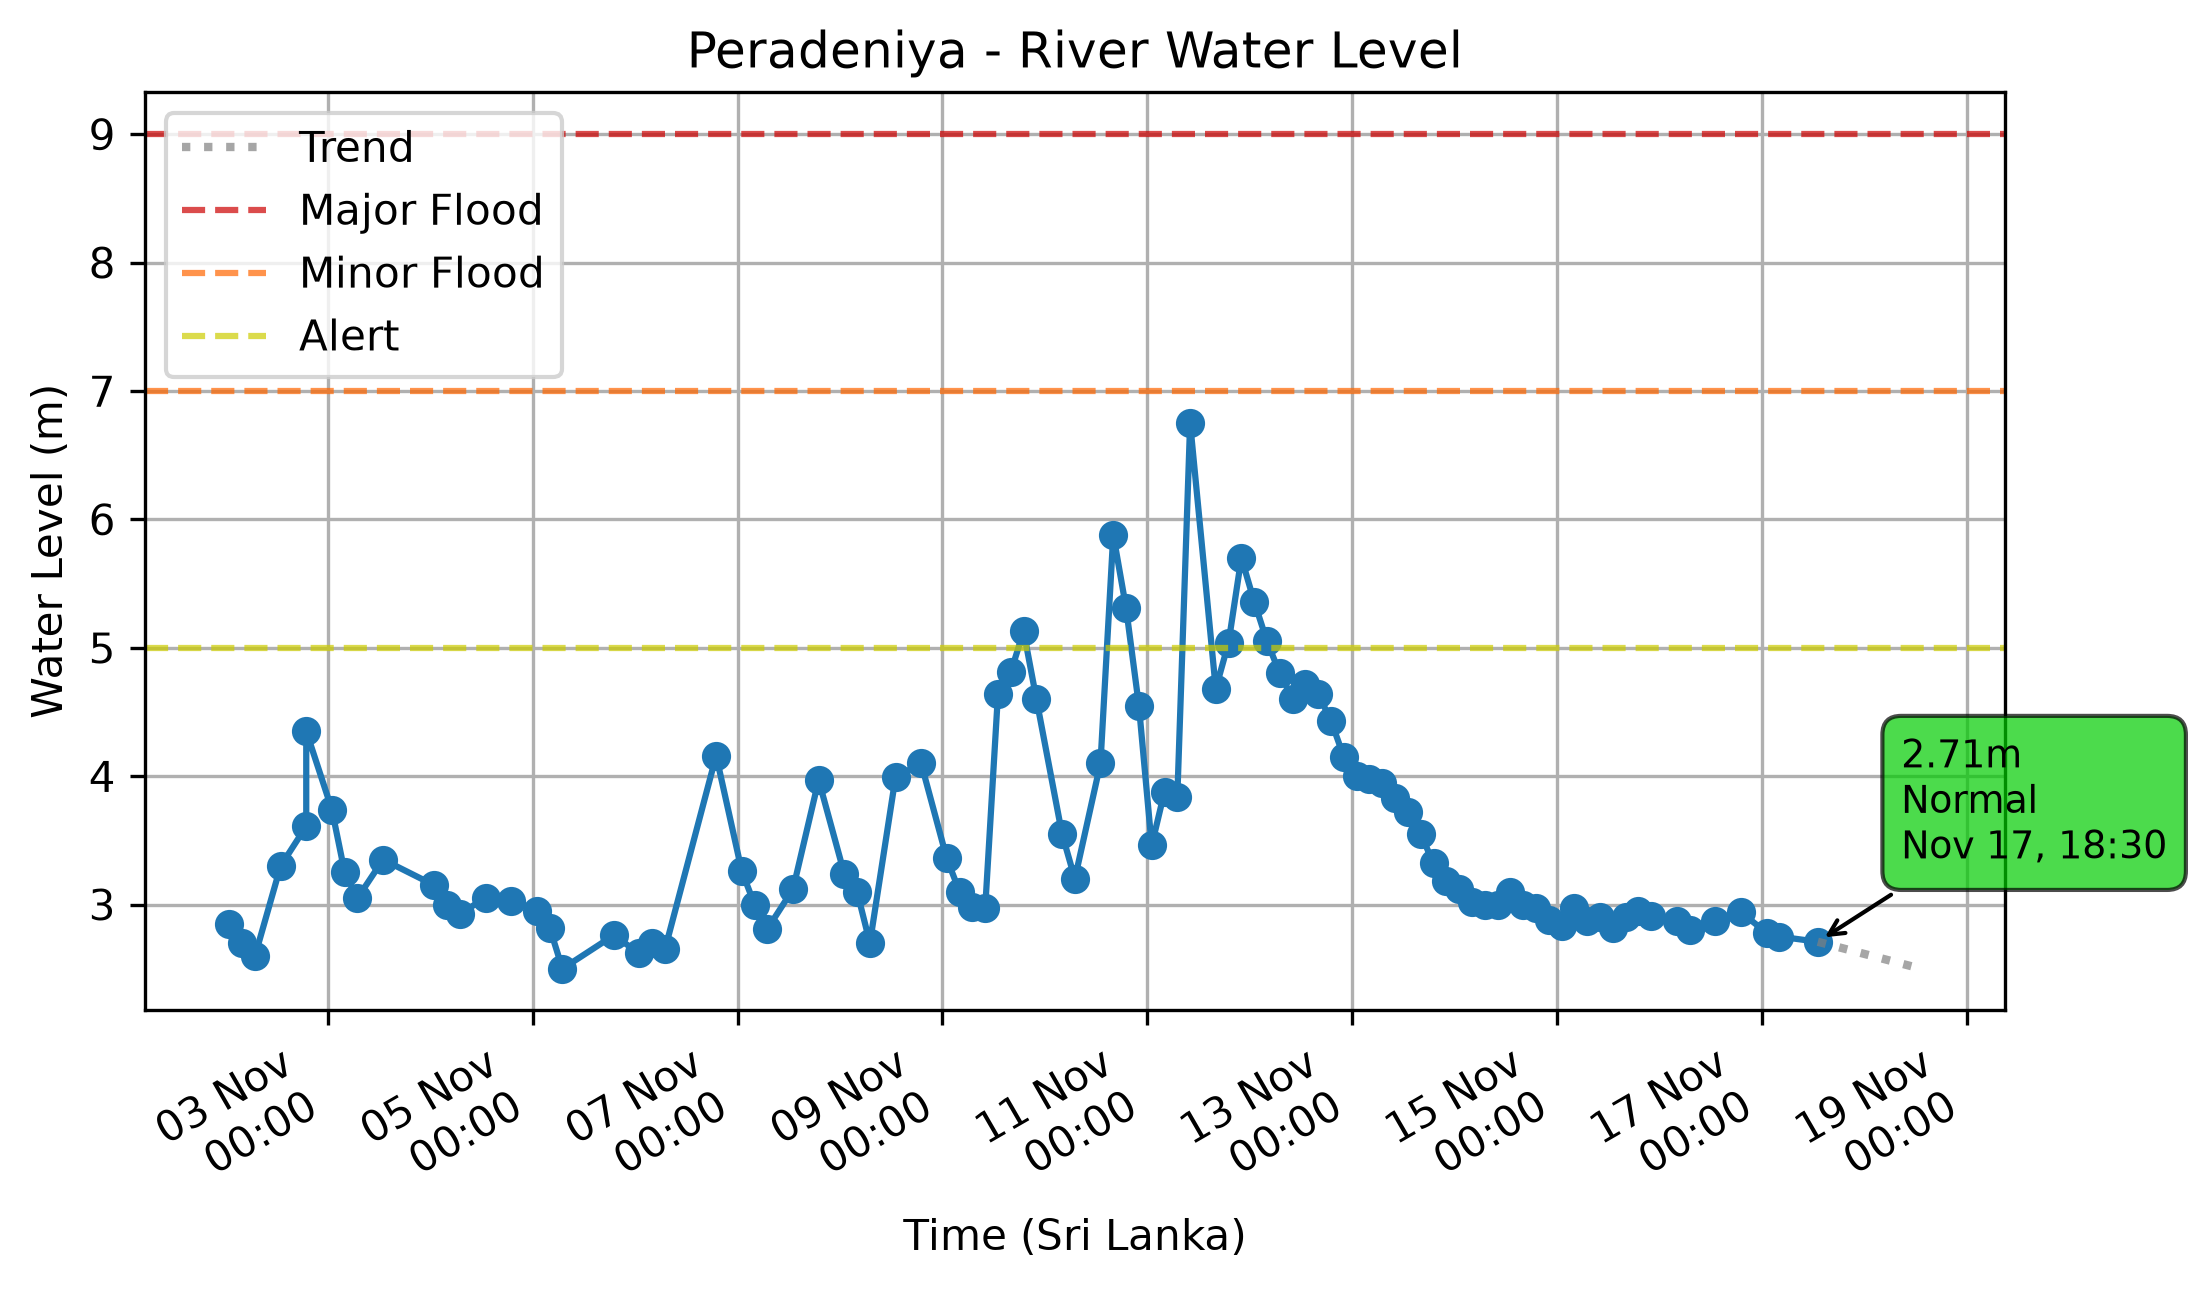 Peradeniya - River Water Level
Trend
Major Flood
Minor Flood
Alert
9
8
7
6
5
4
3
Water Level (m)
2.71m
Normal
Nov 17, 18:30
03 Nov
00:00
05 Nov
00:00
07 Nov
00:00
09 Nov
00:00
11 Nov
00:00
13 Nov
00:00
15 Nov
00:00
17 Nov
00:00
19 Nov
00:00
Time (Sri Lanka)